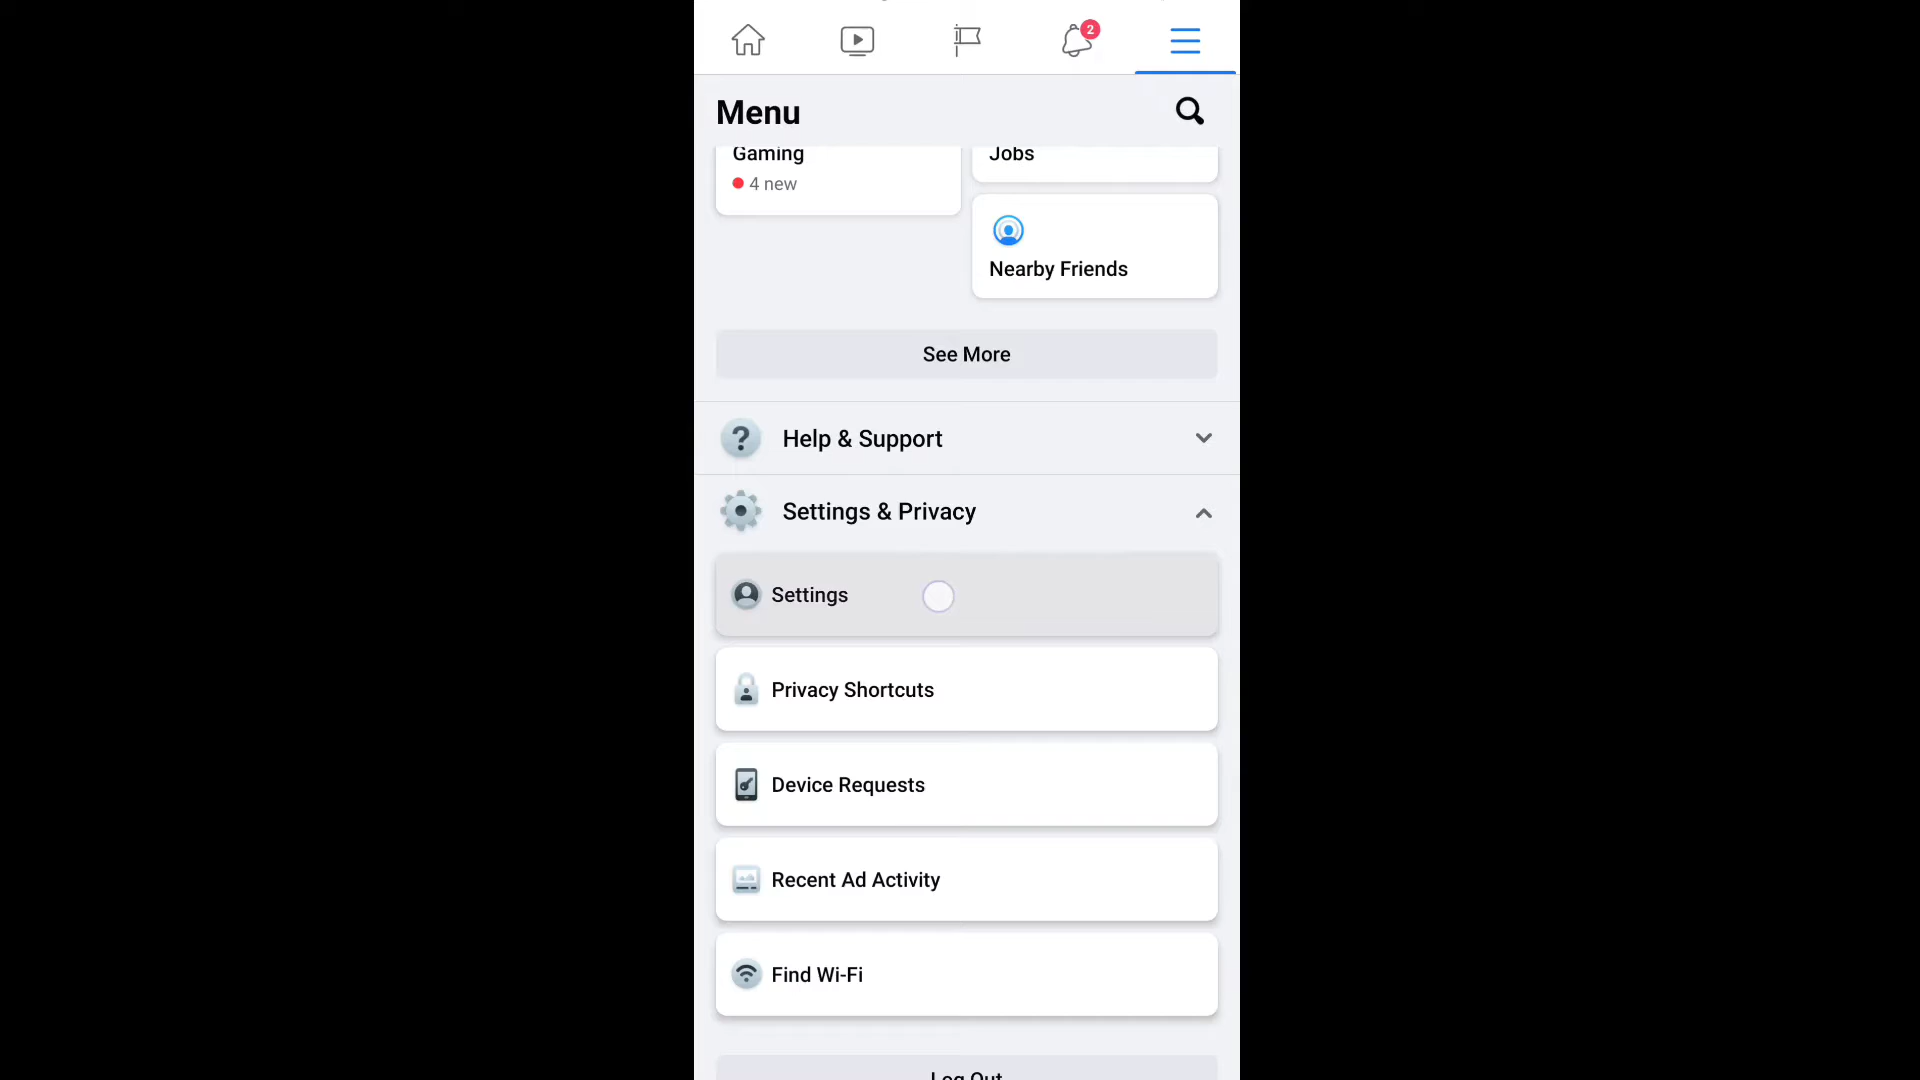 2
Menu
Gaming
4 new
Jobs
Nearby Friends
See More
Help & Support
Settings & Privacy
Settings
Privacy Shortcuts
Device Requests
Recent Ad Activity
Find Wi-Fi
Log Out